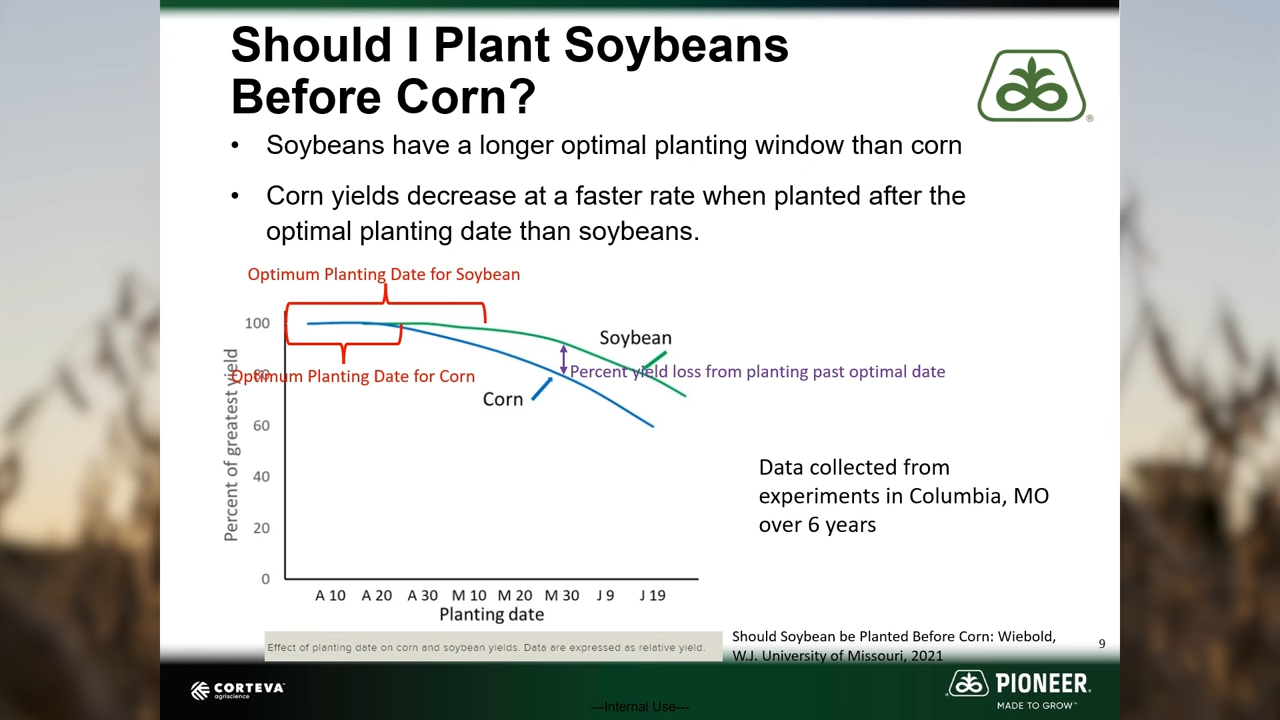 Should I Plant Soybeans
Before Corn?
®
• Soybeans have a longer optimal planting window than corn
• Corn yields decrease at a faster rate when planted after the
optimal planting date than soybeans.
Optimum Planting Date for Soybean
100
Soybean
80
Optimum Planting Date for Corn
Percent yield loss from planting past optimal date
Corn
60
40
20
0
Percent of greatest yield
A 10 A 20 A 30 M 10 M 20 M 30 J 9 J 19
Planting date
Data collected from
experiments in Columbia, MO
over 6 years
Effect of planting date on corn and soybean yields. Data are expressed as relative yield.
Should Soybean be Planted Before Corn: Wiebold,
W.J. University of Missouri, 2021
9
CORTEVA™
agriscience
---Internal Use---
PIONEER®
MADE TO GROW™